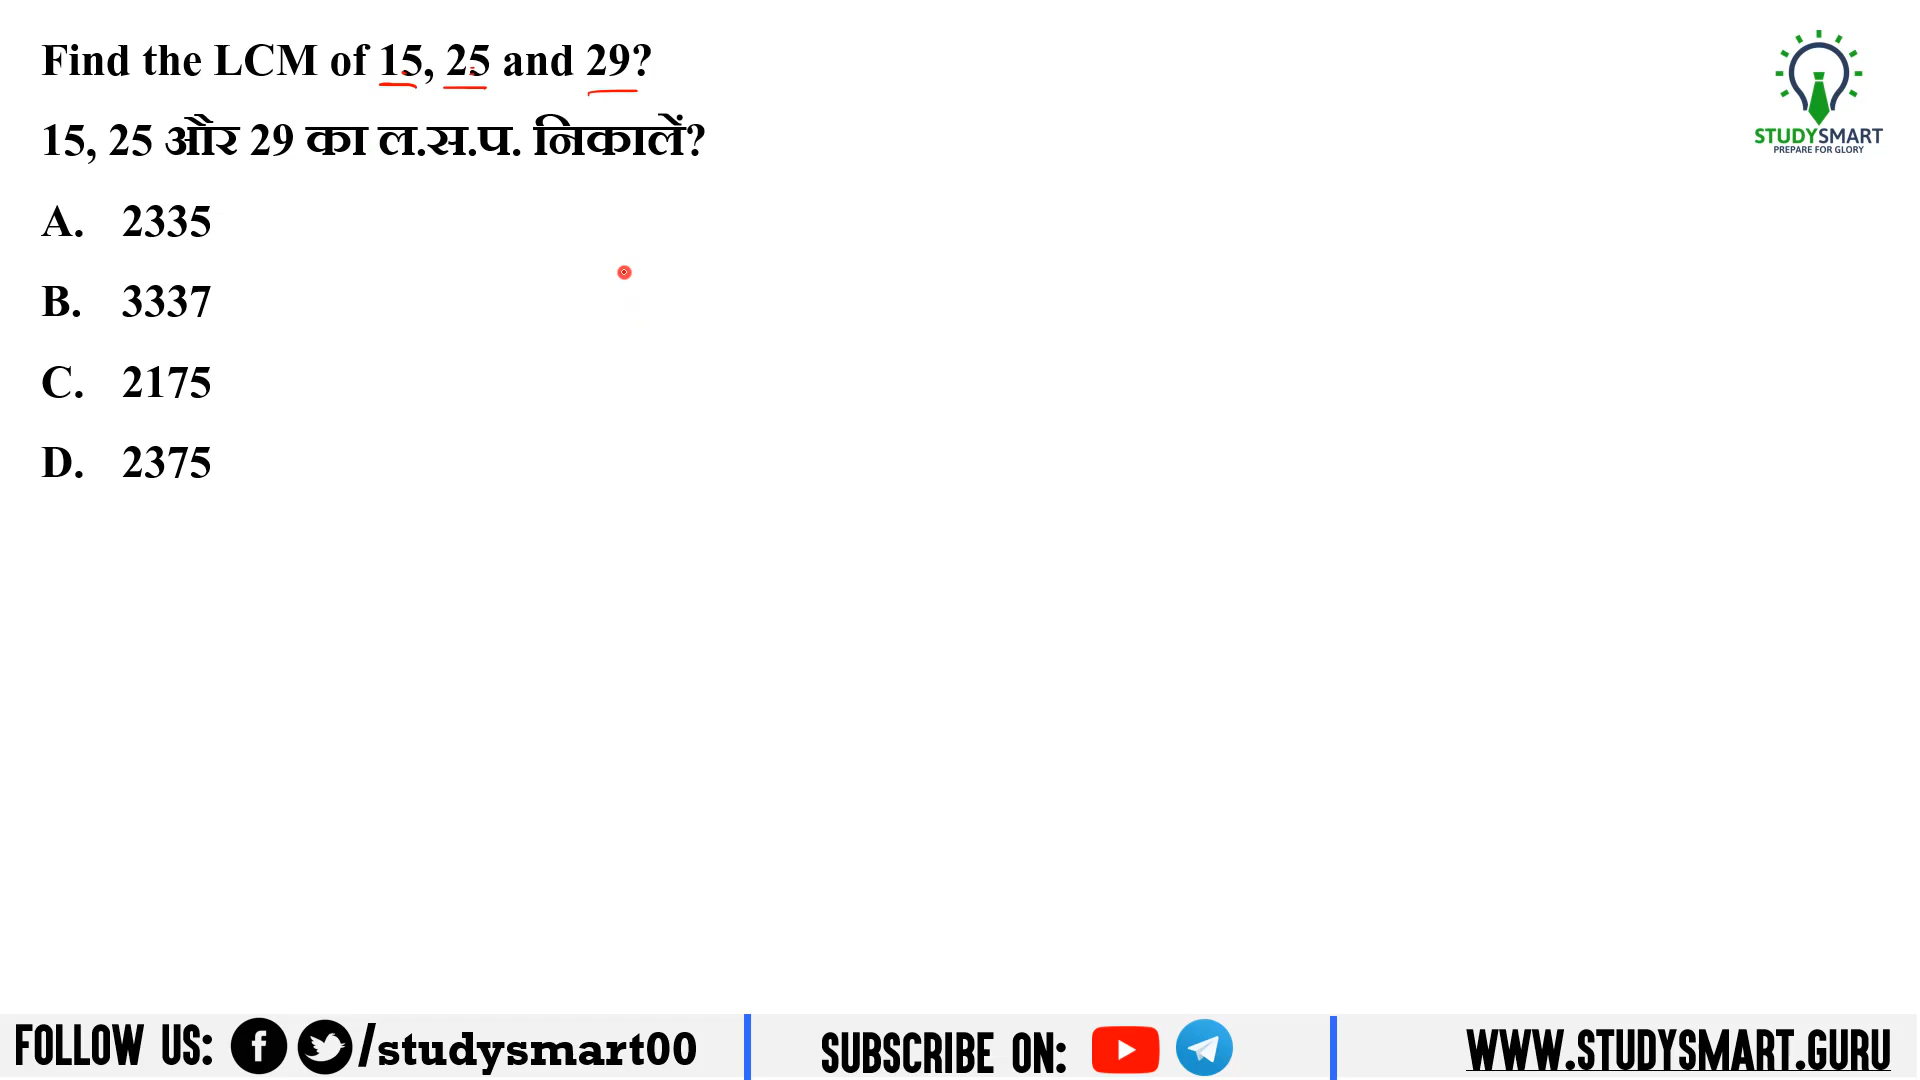 Find the LCM of 15, 25 and 29?
15, 25 और 29 का ल.स.प. निकालें?
A. 2335
B. 3337
C. 2175
D. 2375
STUDYSMART
PREPARE FOR GLORY
FOLLOW US: /studysmart00
SUBSCRIBE ON:
WWW.STUDYSMART.GURU